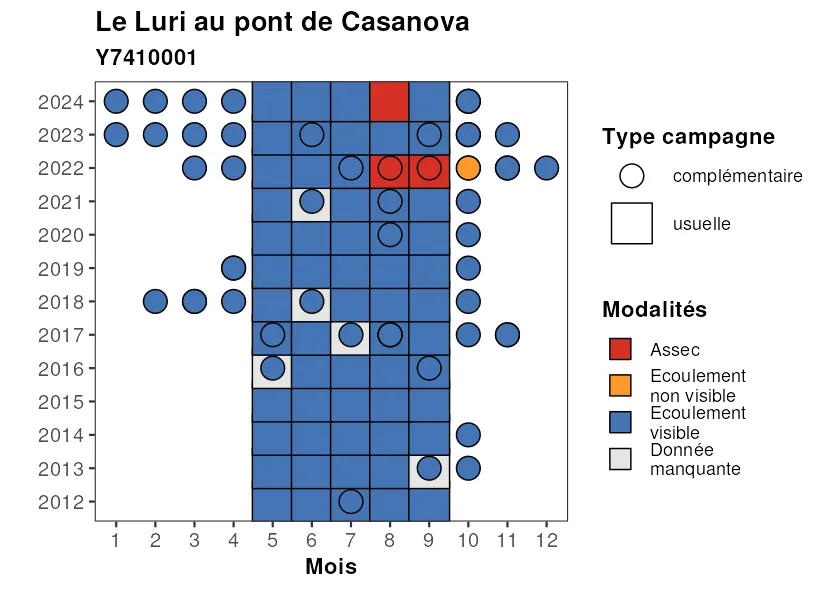 Le Luri au pont de Casanova
Y7410001
2024
2023
2022
2021
2020
2019
2018
2017
2016
2015
2014
2013
2012
1 2 3 4 5 6 7 8 9 10 11 12
Mois
Type campagne
complémentaire
usuelle
Modalités
Assec
Ecoulement
non visible
Ecoulement
visible
Donnée
manquante